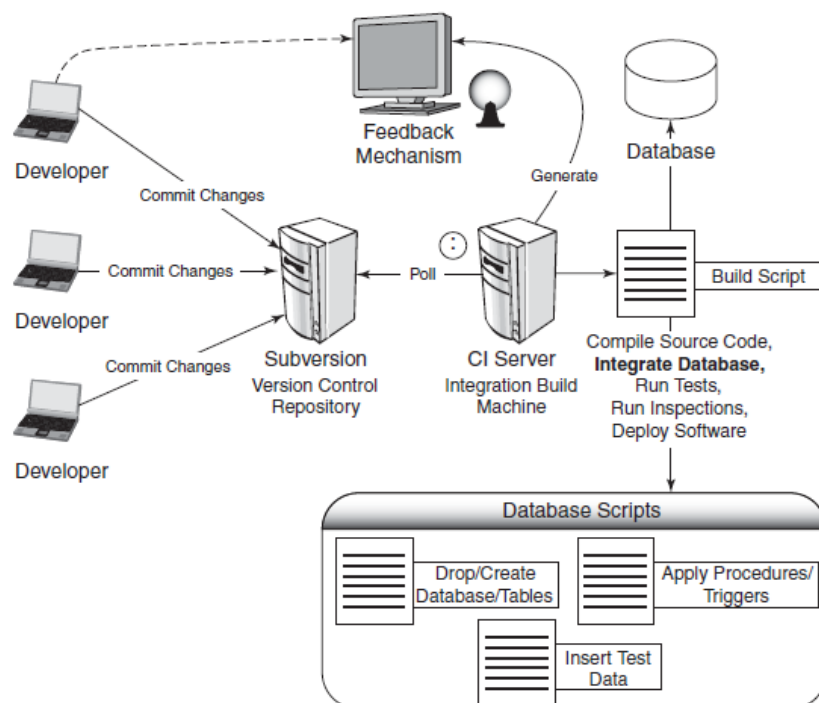 Feedback
Mechanism
Developer
Database
Generate
Commit Changes
Developer
Commit Changes
Poll
:
Build Script
Commit Changes
Subversion
Version Control
Repository
CI Server
Integration Build
Machine
Compile Source Code,
Integrate Database,
Run Tests,
Run Inspections,
Deploy Software
Developer
Database Scripts
Drop/Create
Database/Tables
Apply Procedures/
Triggers
Insert Test
Data